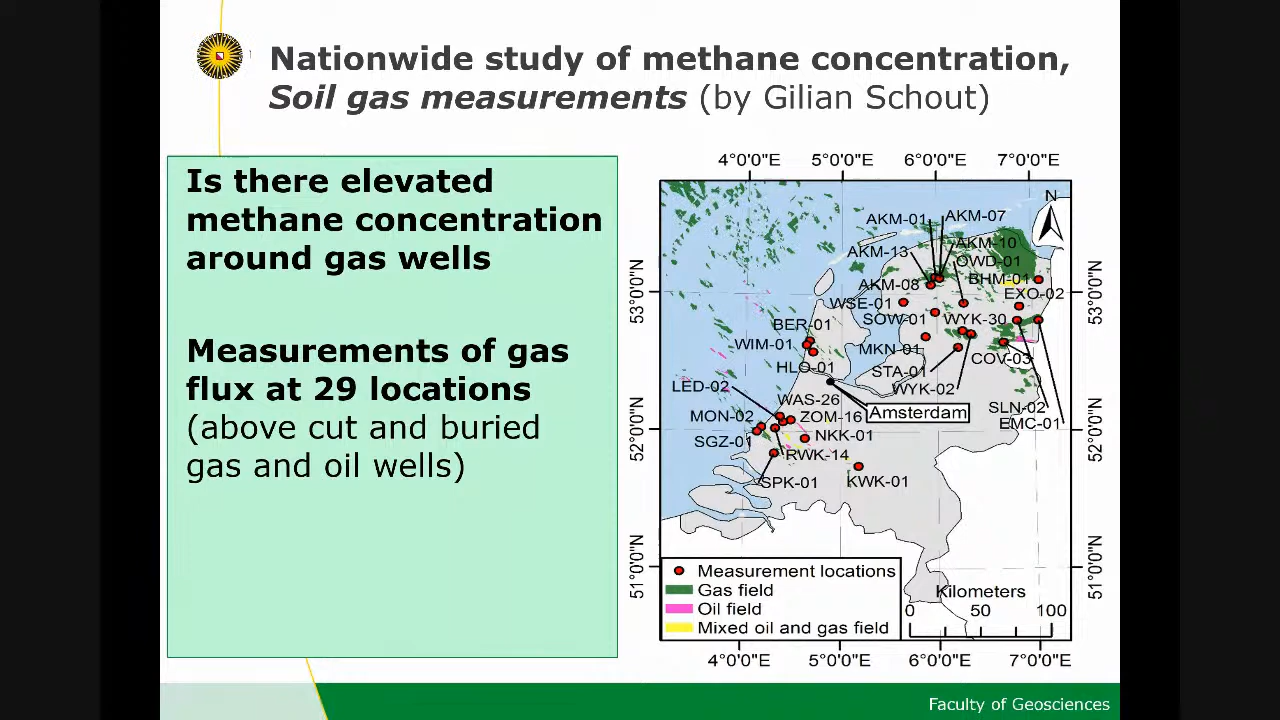 Nationwide study of methane concentration,
Soil gas measurements (by Gilian Schout)
Is there elevated
methane concentration
around gas wells
Measurements of gas
flux at 29 locations
(above cut and buried
gas and oil wells)
4°0'0"E 5°0'0"E 6°0'0"E 7°0'0"E
N
AKM-01 AKM-07
AKM-13 AKM-10
OWD-01
AKM-08 BHM-01
53°0'0"N 53°0'0"N
WSE-01 EXO-02
SOW-01 WYK-30
BER-01
WIM-01 MKN-01
HLO-01 STA-01 COV-03
LED-02 WYK-02
WAS-26 Amsterdam SLN-02
MON-02 ZOM-16 EMC-01
SGZ-01 NKK-01
52°0'0"N 52°0'0"N
RWK-14
SPK-01 KWK-01
51°0'0"N 51°0'0"N
Measurement locations
Gas field
Oil field
Mixed oil and gas field
Kilometers
0 50 100
4°0'0"E 5°0'0"E 6°0'0"E 7°0'0"E
Faculty of Geosciences